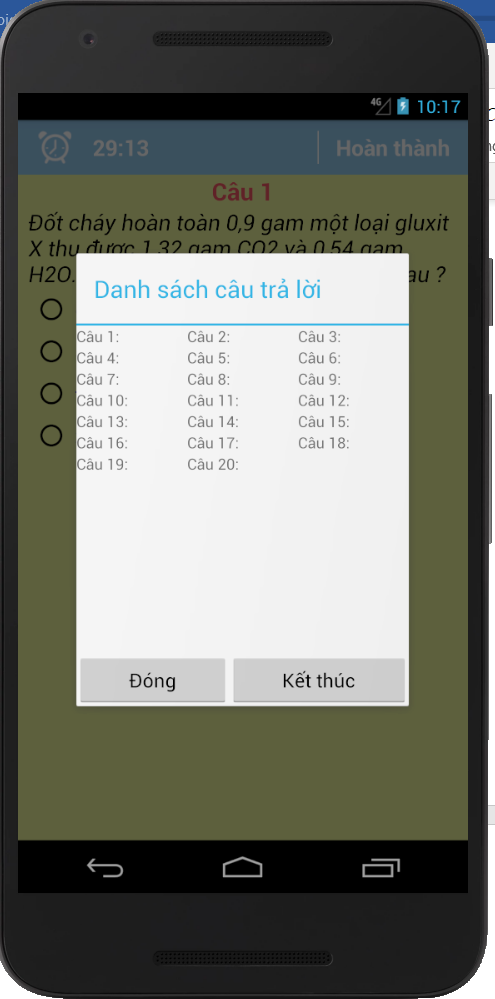 4G 10:17
29:13 Hoàn thành
Câu 1
Đốt cháy hoàn toàn 0,9 gam một loại gluxit
X thu được 1,32 gam CO2 và 0,54 gam
H2O. au ?
Danh sách câu trả lời
Câu 1: Câu 2: Câu 3:
Câu 4: Câu 5: Câu 6:
Câu 7: Câu 8: Câu 9:
Câu 10: Câu 11: Câu 12:
Câu 13: Câu 14: Câu 15:
Câu 16: Câu 17: Câu 18:
Câu 19: Câu 20:
Đóng Kết thúc